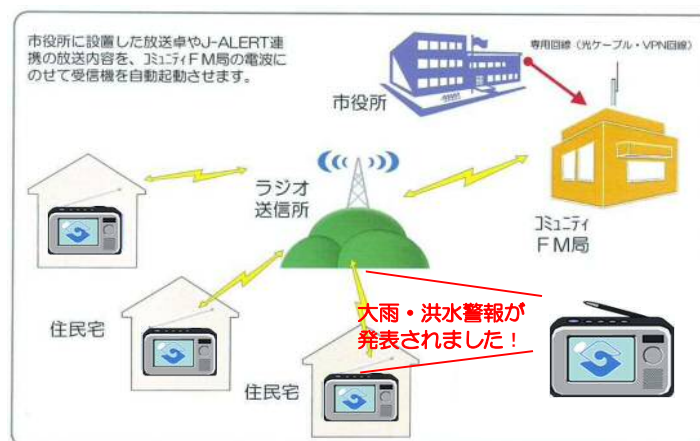 市役所に設置した放送卓やJ-ALERT連
携の放送内容を、ｺﾐｭﾆﾃｨＦＭ局の電波に
のせて受信機を自動起動させます。
専用回線（光ケーブル・VPN回線）
市役所
ラジオ
送信所
ｺﾐｭﾆﾃｨ
ＦＭ局
大雨・洪水警報が
発表されました！
住民宅
住民宅